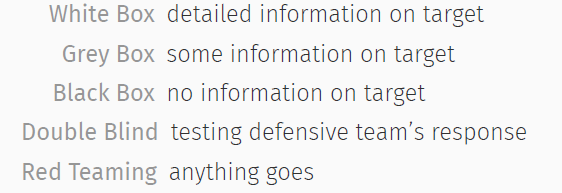 White Box detailed information on target
Grey Box some information on target
Black Box no information on target
Double Blind testing defensive team’s response
Red Teaming anything goes